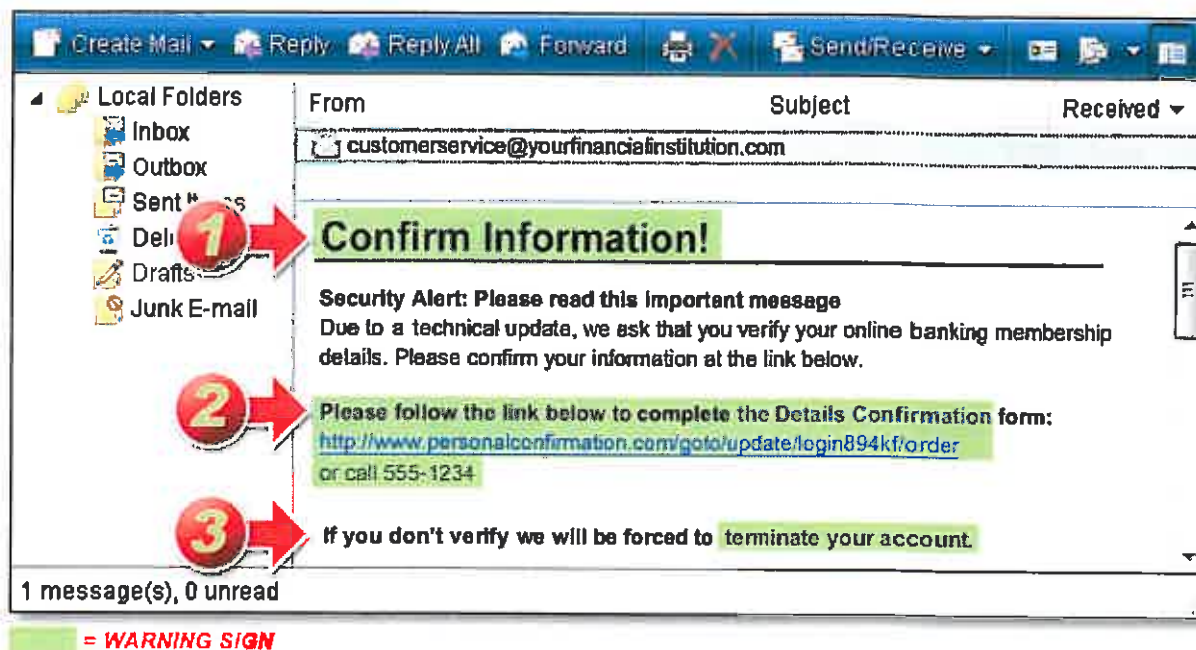 Create Mail Reply Reply All Forward Send/Receive
Local Folders
Inbox
Outbox
Sent
Drafts
Junk E-mail
From Subject Received
customerservice@yourfinancialinstitution.com
1
Confirm Information!
Security Alert: Please read this important message
Due to a technical update, we ask that you verify your online banking membership
details. Please confirm your information at the link below.
2
Please follow the link below to complete the Details Confirmation form:
http://www.personalconfirmation.com/goto/update/login894kf/order
or call 555-1234
3
If you don't verify we will be forced to terminate your account.
1 message(s), 0 unread
= WARNING SIGN